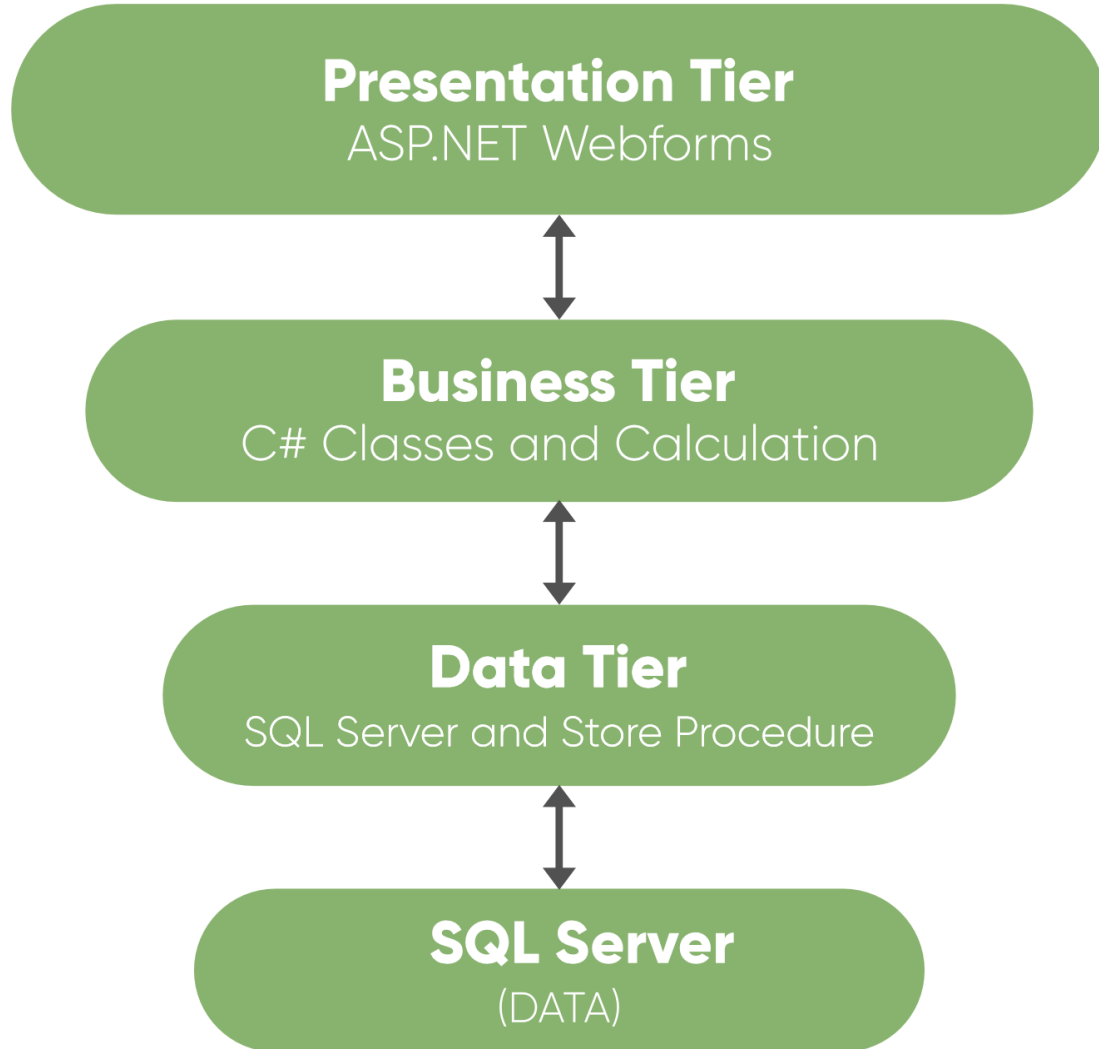 Presentation Tier
ASP.NET Webforms
Business Tier
C# Classes and Calculation
Data Tier
SQL Server and Store Procedure
SQL Server
(DATA)